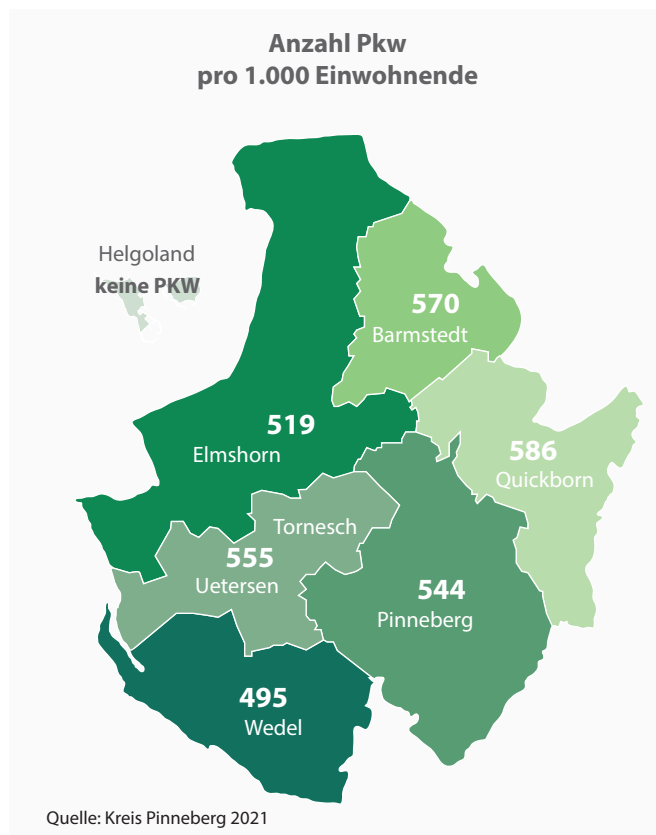 Anzahl Pkw
pro 1.000 Einwohnende
Helgoland
keine PKW
570
Barmstedt
519
Elmshorn
586
Quickborn
Tornesch
555
Uetersen
544
Pinneberg
495
Wedel
Quelle: Kreis Pinneberg 2021